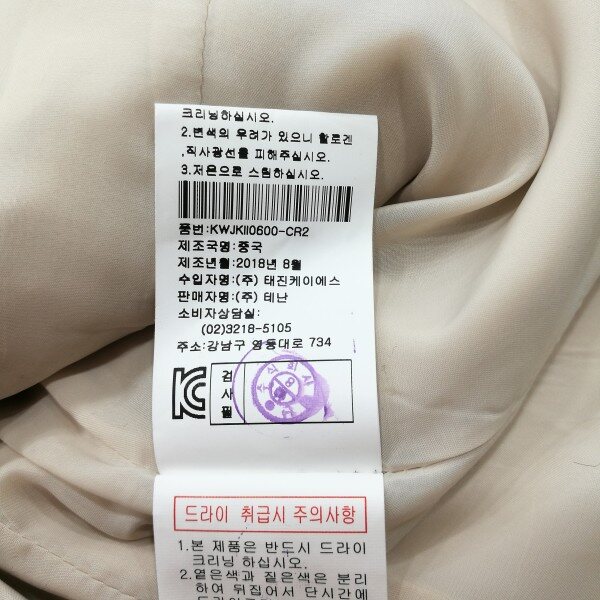 크리닝하십시오.
2.변색의 우려가 있으니 할로겐
,직사광선을 피해주십시오.
3.저온으로 스팀하십시오.
품번:KWJKII0600-CR2
제조국명:중국
제조년월:2018년 8월
수입자명:(주) 태진케이에스
판매자명:(주) 테난
소비자상담실:
(02)3218-5105
주소:강남구 영동대로 734
검
사
필
드라이 취급시 주의사항
1.본 제품은 반드시 드라이
크리닝 하십시오.
2.옅은색과 짙은색은 분리
하여 뒤집어서 단시간에